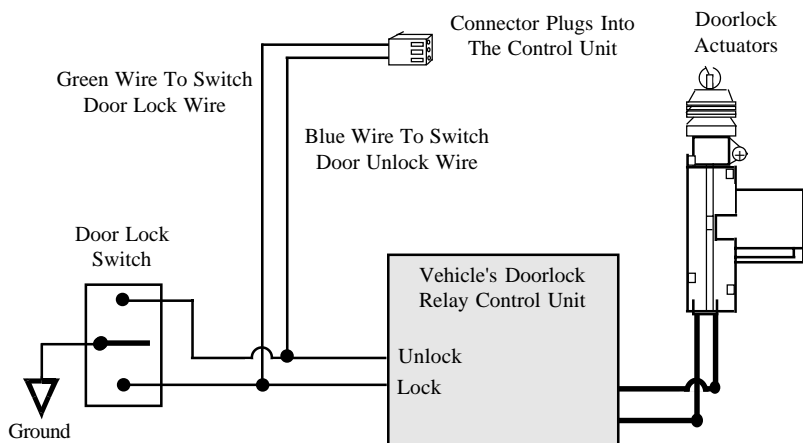 Connector Plugs Into
The Control Unit
Doorlock
Actuators
Green Wire To Switch
Door Lock Wire
Blue Wire To Switch
Door Unlock Wire
Door Lock
Switch
Vehicle's Doorlock
Relay Control Unit
Unlock
Lock
Ground